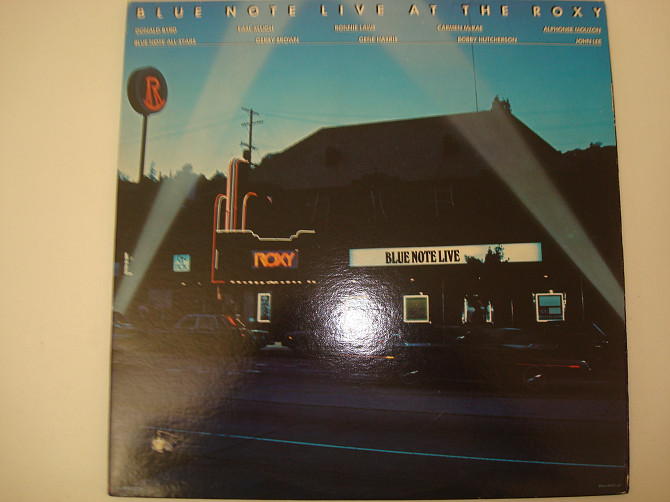 BLUE NOTE LIVE AT THE ROXY
DONALD BYRD EARL KLUGH RONNIE LAWS CARMEN McRAE ALPHONSE MOUZON
BLUE NOTE ALL-STARS GERRY BROWN GENE HARRIS BOBBY HUTCHERSON JOHN LEE
R
ROXY
BLUE NOTE LIVE